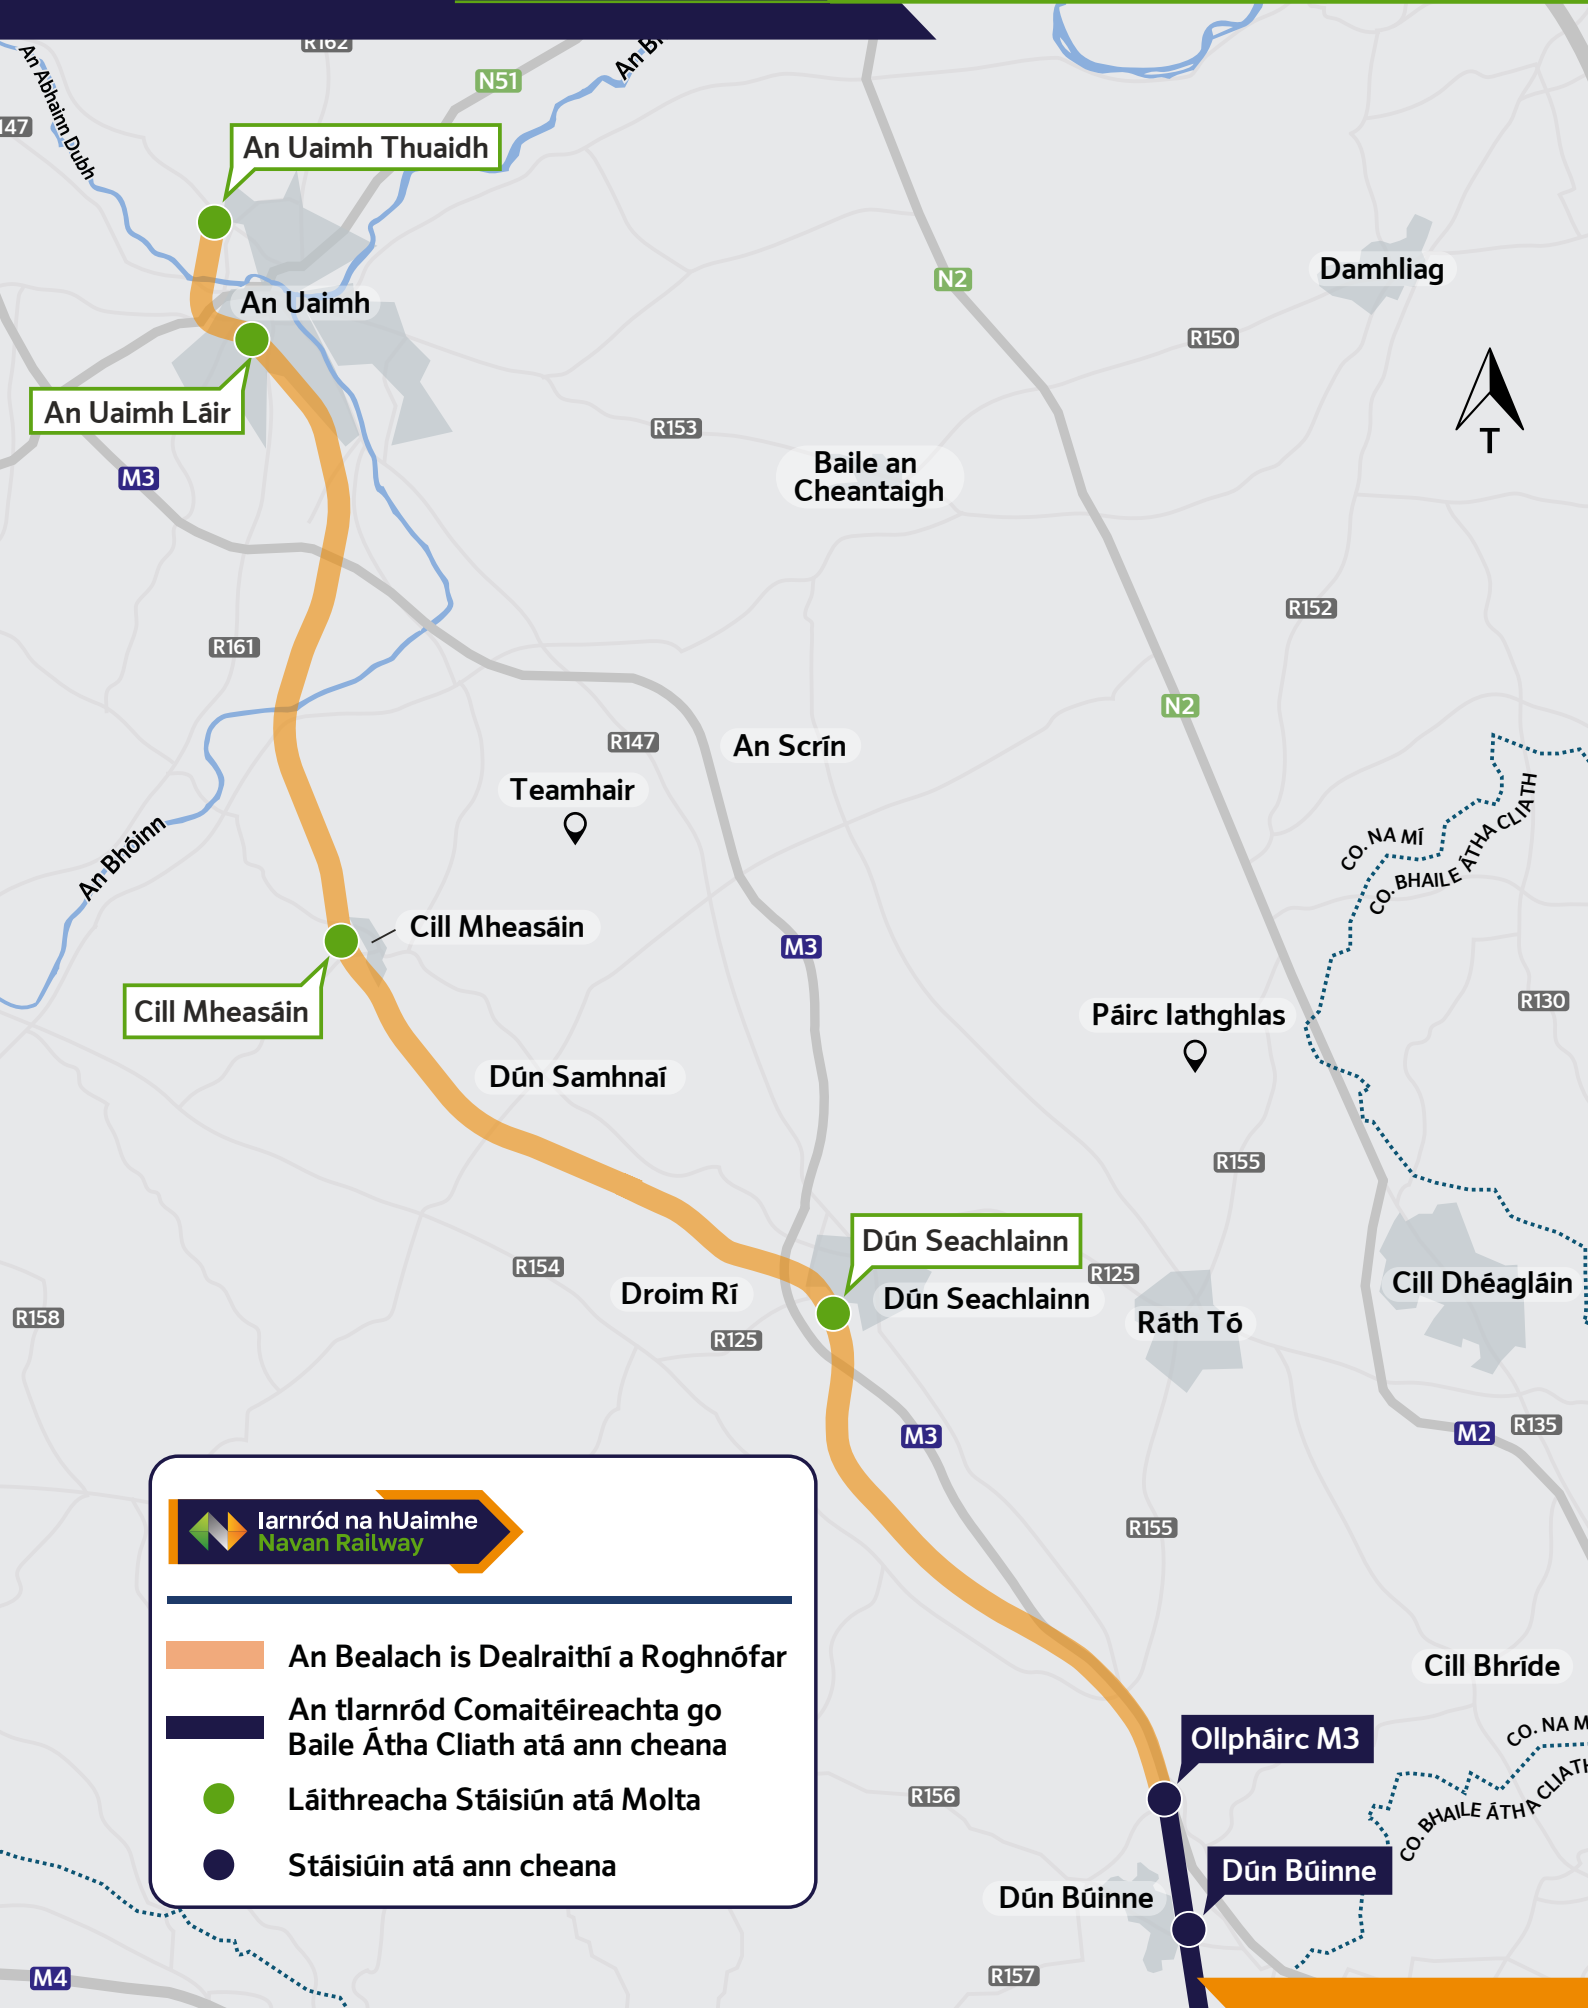 R162
N51
An Abhainn Dubh
An Uaimh Thuaidh
An Uaimh
N2
Damhliag
R150
An Uaimh Láir
R153
T
M3
Baile an
Cheantaigh
R152
R161
N2
R147
An Scrín
Teamhair
CO. NA MÍ
CO. BHAILE ÁTHA CLIATH
An Bhóinn
Cill Mheasáin
M3
Cill Mheasáin
Páirc Iathghlas
R130
Dún Samhnaí
R155
Dún Seachlainn
R154
R125
Cill Dhéagláin
Droim Rí
Dún Seachlainn
R158
Ráth Tó
R125
M3
M2
R135
Iarnród na hUaimhe
Navan Railway
R155
An Bealach is Dealraithí a Roghnófar
Cill Bhríde
An tIarnród Comaitéireachta go
Baile Átha Cliath atá ann cheana
CO. NA M
Ollpháirc M3
Láithreacha Stáisiún atá Molta
R156
CO. BHAILE ÁTHA CLIATH
Stáisiúin atá ann cheana
Dún Búinne
Dún Búinne
M4
R157